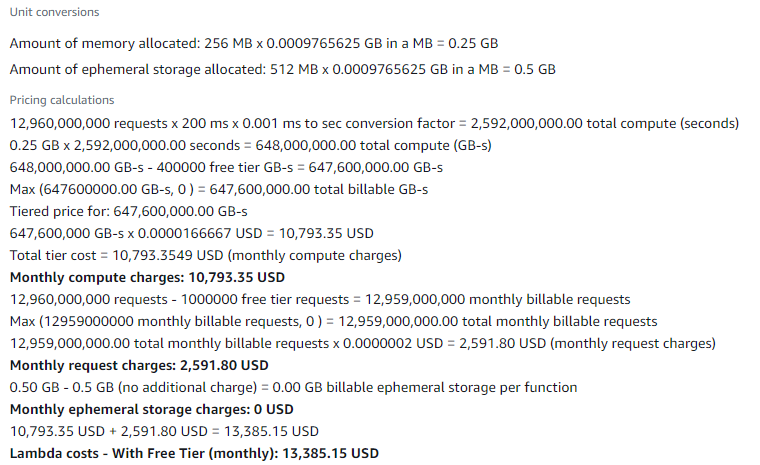 Unit conversions
Amount of memory allocated: 256 MB x 0.0009765625 GB in a MB = 0.25 GB
Amount of ephemeral storage allocated: 512 MB x 0.0009765625 GB in a MB = 0.5 GB
Pricing calculations
12,960,000,000 requests x 200 ms x 0.001 ms to sec conversion factor = 2,592,000,000.00 total compute (seconds)
0.25 GB x 2,592,000,000.00 seconds = 648,000,000.00 total compute (GB-s)
648,000,000.00 GB-s - 400000 free tier GB-s = 647,600,000.00 GB-s
Max (647600000.00 GB-s, 0 ) = 647,600,000.00 total billable GB-s
Tiered price for: 647,600,000.00 GB-s
647,600,000 GB-s x 0.0000166667 USD = 10,793.35 USD
Total tier cost = 10,793.3549 USD (monthly compute charges)
Monthly compute charges: 10,793.35 USD
12,960,000,000 requests - 1000000 free tier requests = 12,959,000,000 monthly billable requests
Max (12959000000 monthly billable requests, 0 ) = 12,959,000,000.00 total monthly billable requests
12,959,000,000.00 total monthly billable requests x 0.0000002 USD = 2,591.80 USD (monthly request charges)
Monthly request charges: 2,591.80 USD
0.50 GB - 0.5 GB (no additional charge) = 0.00 GB billable ephemeral storage per function
Monthly ephemeral storage charges: 0 USD
10,793.35 USD + 2,591.80 USD = 13,385.15 USD
Lambda costs - With Free Tier (monthly): 13,385.15 USD